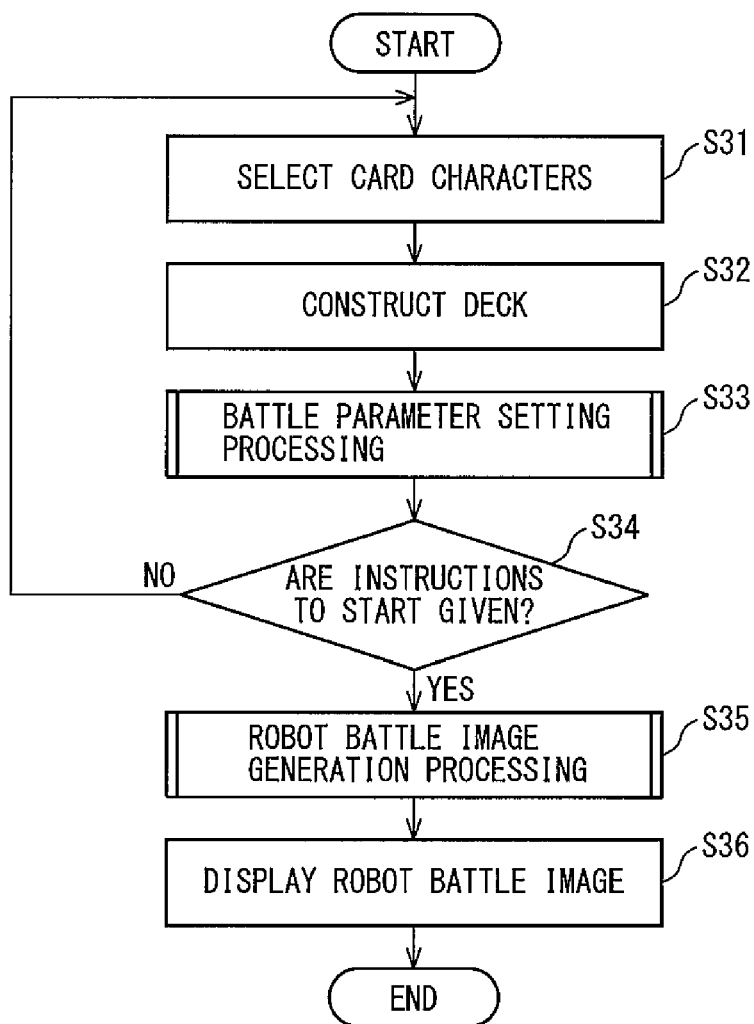 START
S31
SELECT CARD CHARACTERS
S32
CONSTRUCT DECK
S33
BATTLE PARAMETER SETTING
PROCESSING
S34
NO
ARE INSTRUCTIONS
TO START GIVEN?
YES
S35
ROBOT BATTLE IMAGE
GENERATION PROCESSING
S36
DISPLAY ROBOT BATTLE IMAGE
END